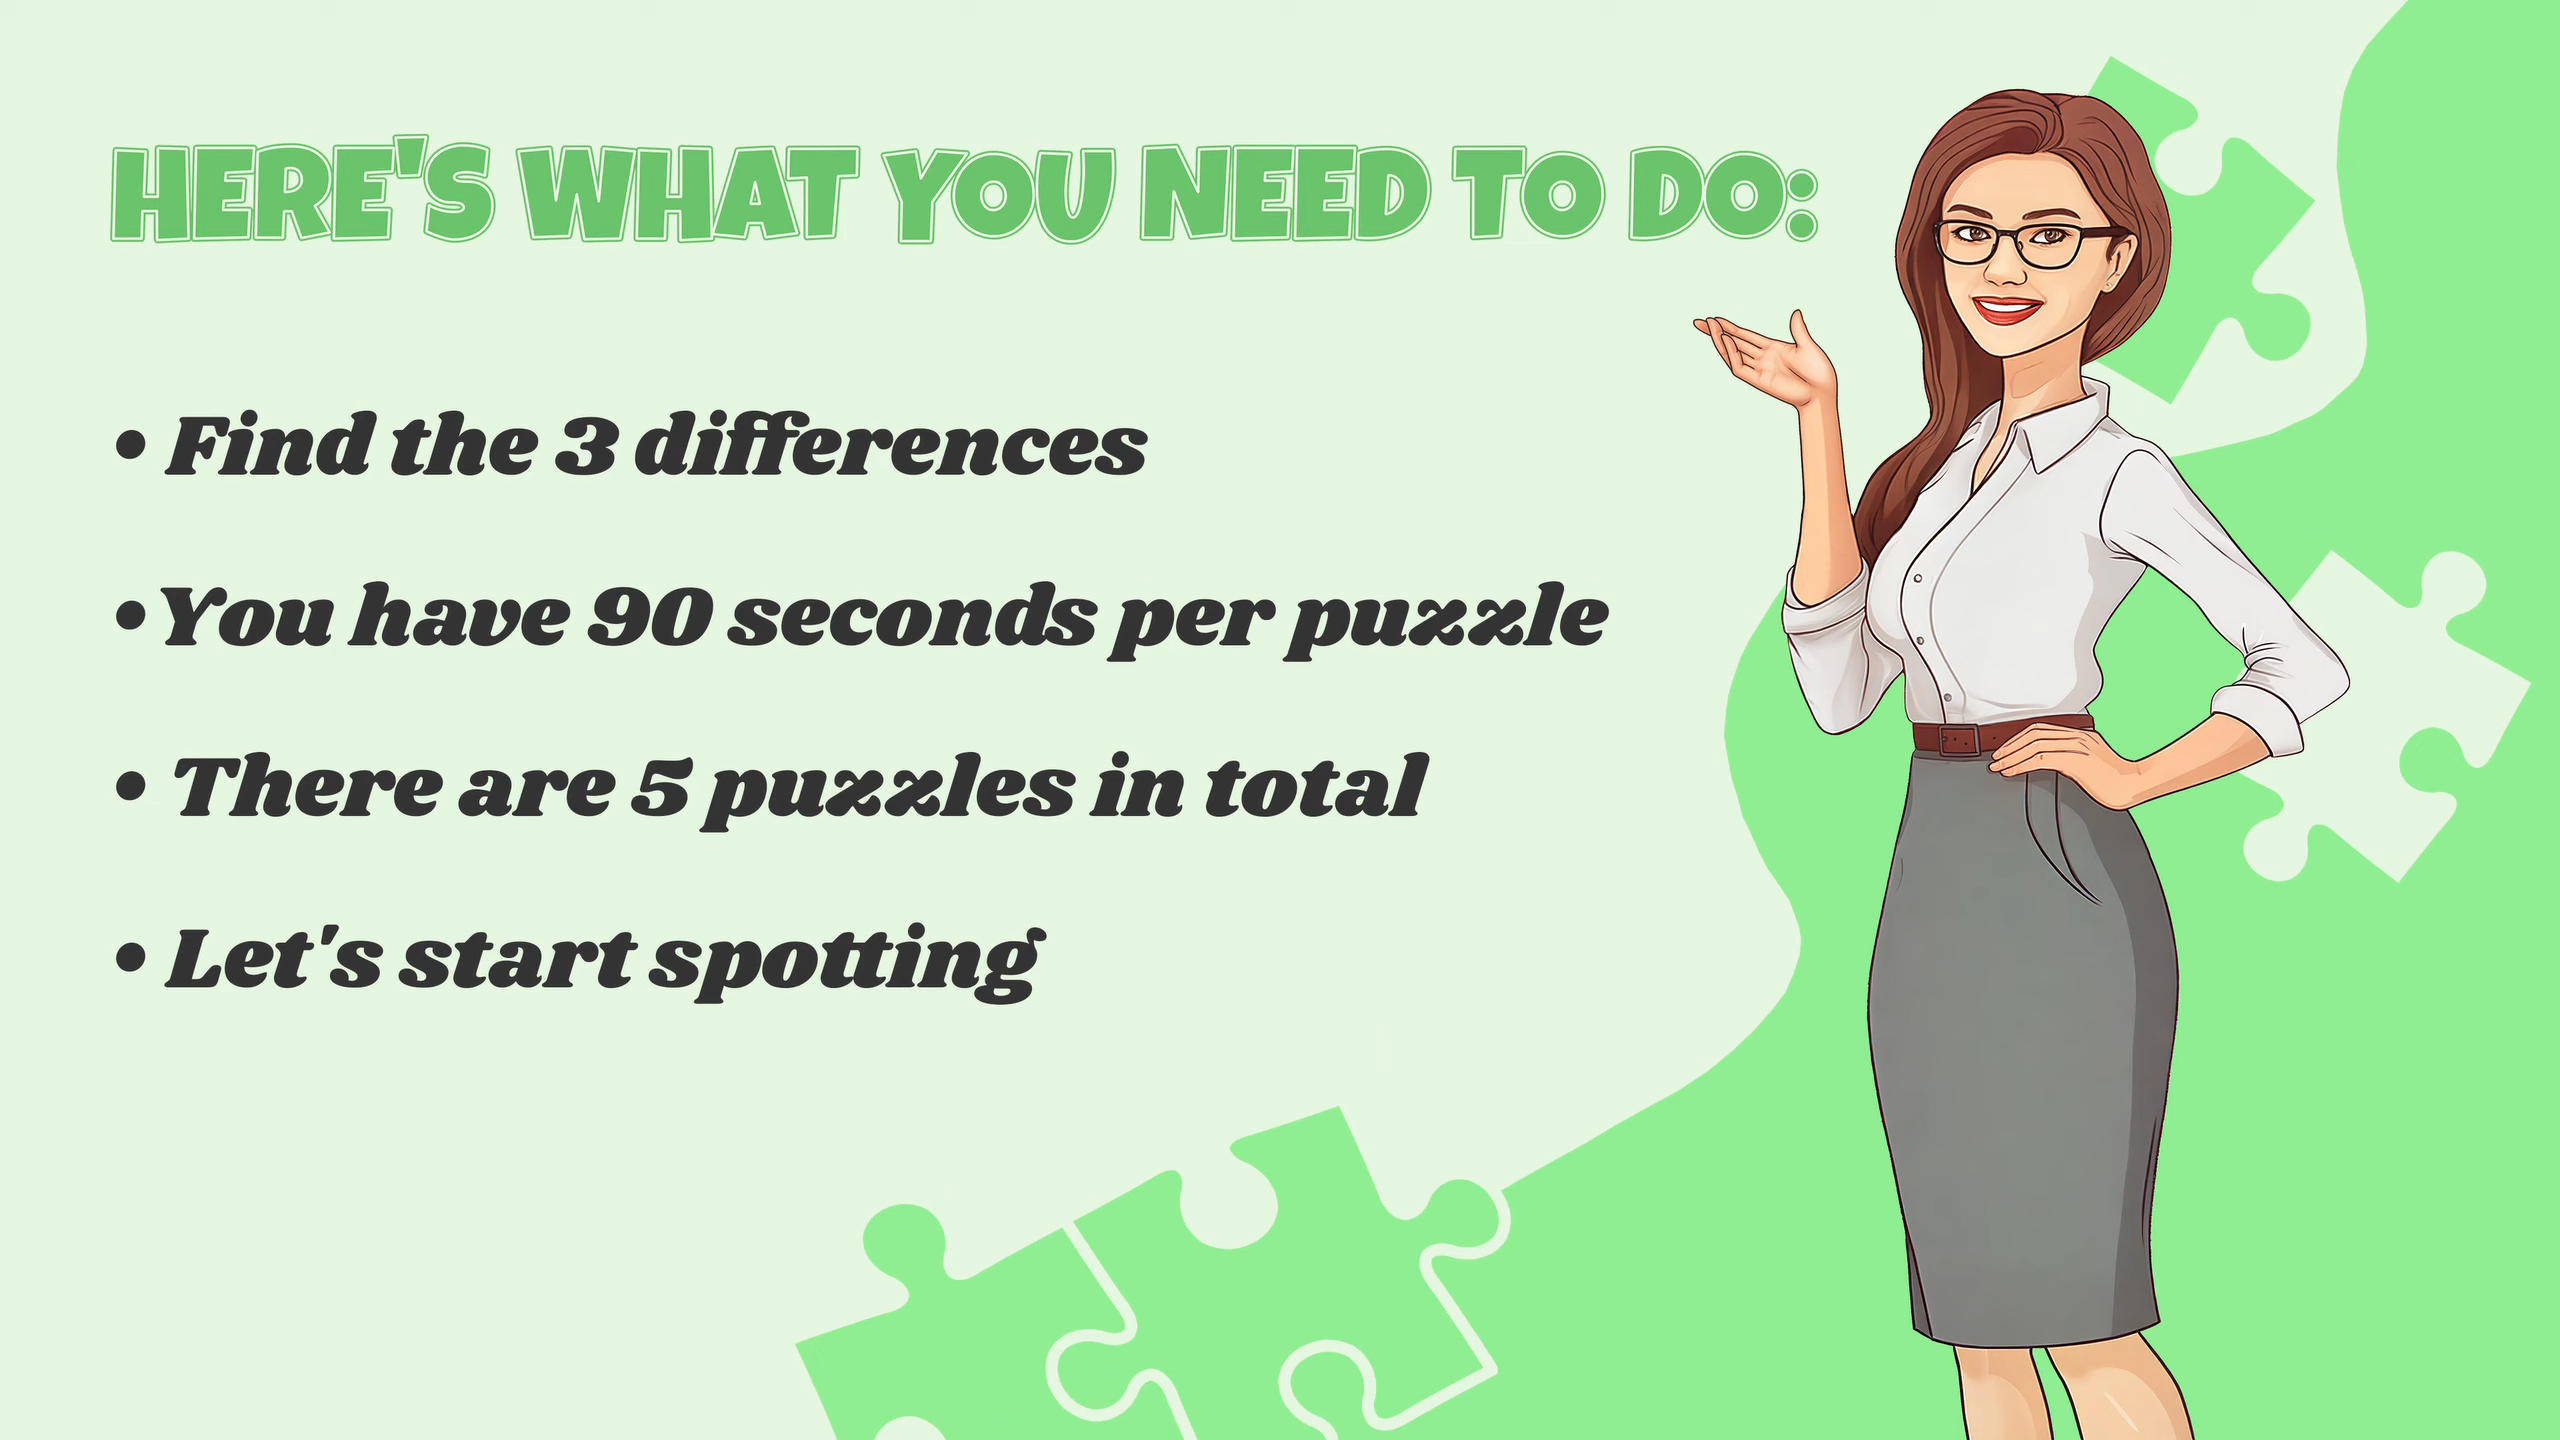 HERE'S WHAT YOU NEED TO DO:
• Find the 3 differences
• You have 90 seconds per puzzle
• There are 5 puzzles in total
• Let's start spotting